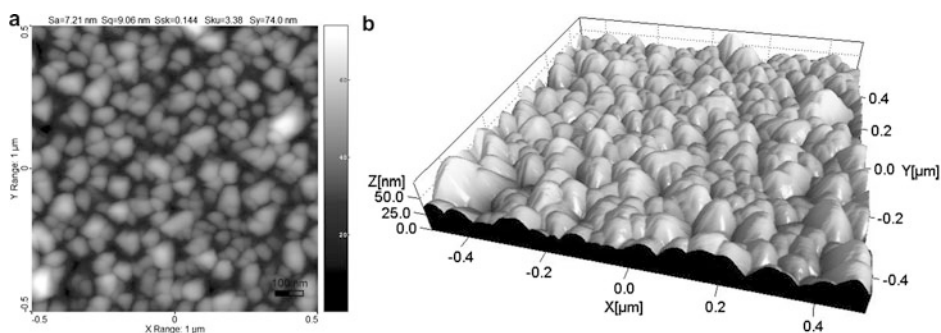 a
Sa=7.21 nm Sq=9.06 nm Ssk=0.144 Sku=3.38 Sy=74.0 nm
0.5
0
-0.5
Y Range: 1 µm
-0.5 0 0.5
X Range: 1 µm
100 nm
60
40
20
b
Z[nm]
50.0
25.0
0.0
-0.4 -0.2 0.0 0.2 0.4
X[µm]
0.4
0.2
0.0
-0.2
-0.4
Y[µm]